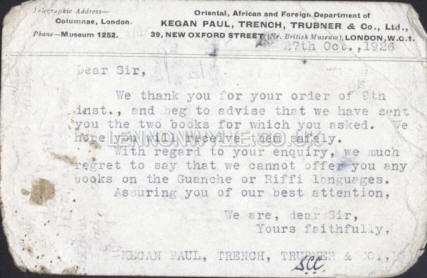 Telegraphic Address—
Oriental, African and Foreign Department of
Columnae, London.
KEGAN PAUL, TRENCH, TRUBNER & Co., Ltd.,
Phone—Museum 1252.
39, NEW OXFORD STREET (Nr. British Museum), LONDON, W.C.1.
27th Oct., 1926
Dear Sir,
We thank you for your order of 9th
inst., and beg to advise that we have sent
you the two books for which you asked. We
hope you will receive them safely.
With regard to your enquiry, we much
regret to say that we cannot offer you any
books on the Guanche or Riffi languages.
Assuring you of our best attention,
We are, dear Sir,
Yours faithfully,
KEGAN PAUL, TRENCH, TRUBNER &